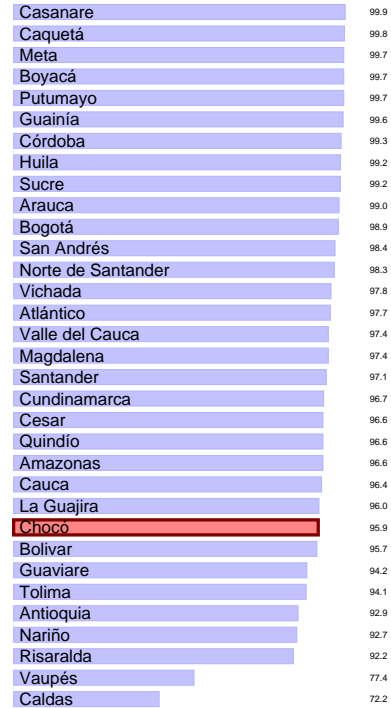 Casanare 99.9
Caquetá 99.8
Meta 99.7
Boyacá 99.7
Putumayo 99.7
Guainía 99.6
Córdoba 99.3
Huila 99.2
Sucre 99.2
Arauca 99.0
Bogotá 98.9
San Andrés 98.4
Norte de Santander 98.3
Vichada 97.8
Atlántico 97.7
Valle del Cauca 97.4
Magdalena 97.4
Santander 97.1
Cundinamarca 96.7
Cesar 96.6
Quindío 96.6
Amazonas 96.6
Cauca 96.4
La Guajira 96.0
Chocó 95.9
Bolivar 95.7
Guaviare 94.2
Tolima 94.1
Antioquia 92.9
Nariño 92.7
Risaralda 92.2
Vaupés 77.4
Caldas 72.2